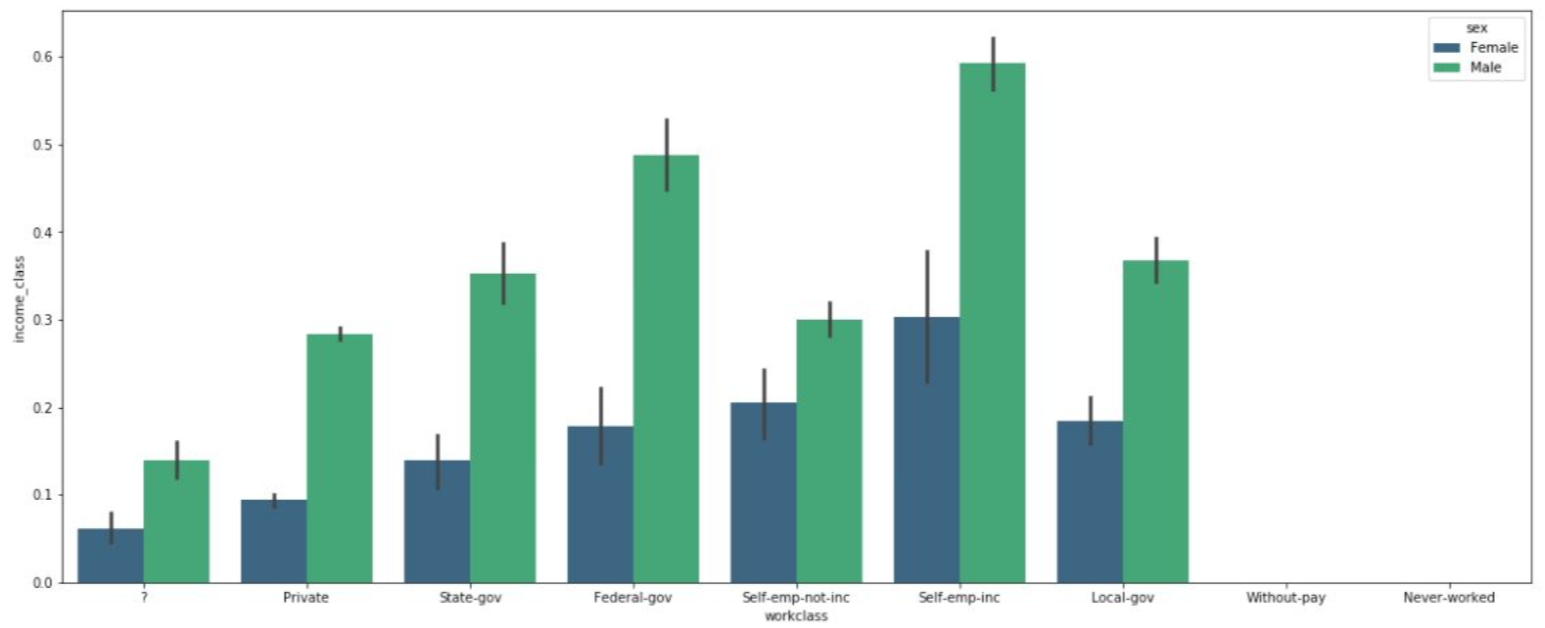 sex
Female
Male
0.6
0.5
0.4
0.3
0.2
0.1
0.0
income_class
? Private State-gov Federal-gov Self-emp-not-inc Self-emp-inc Local-gov Without-pay Never-worked
workclass